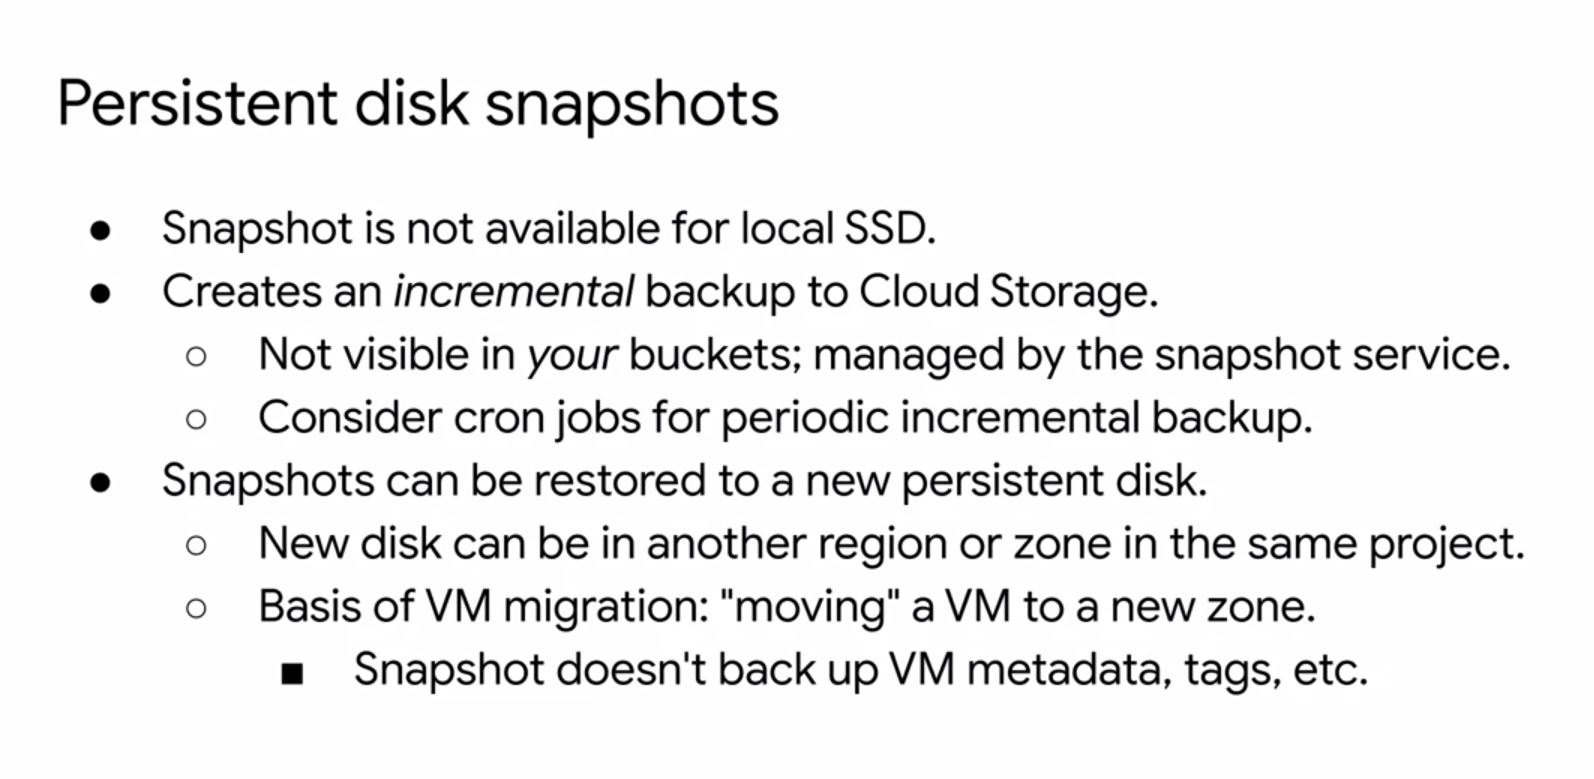 Persistent disk snapshots
● Snapshot is not available for local SSD.
● Creates an incremental backup to Cloud Storage.
○ Not visible in your buckets; managed by the snapshot service.
○ Consider cron jobs for periodic incremental backup.
● Snapshots can be restored to a new persistent disk.
○ New disk can be in another region or zone in the same project.
○ Basis of VM migration: "moving" a VM to a new zone.
■ Snapshot doesn't back up VM metadata, tags, etc.